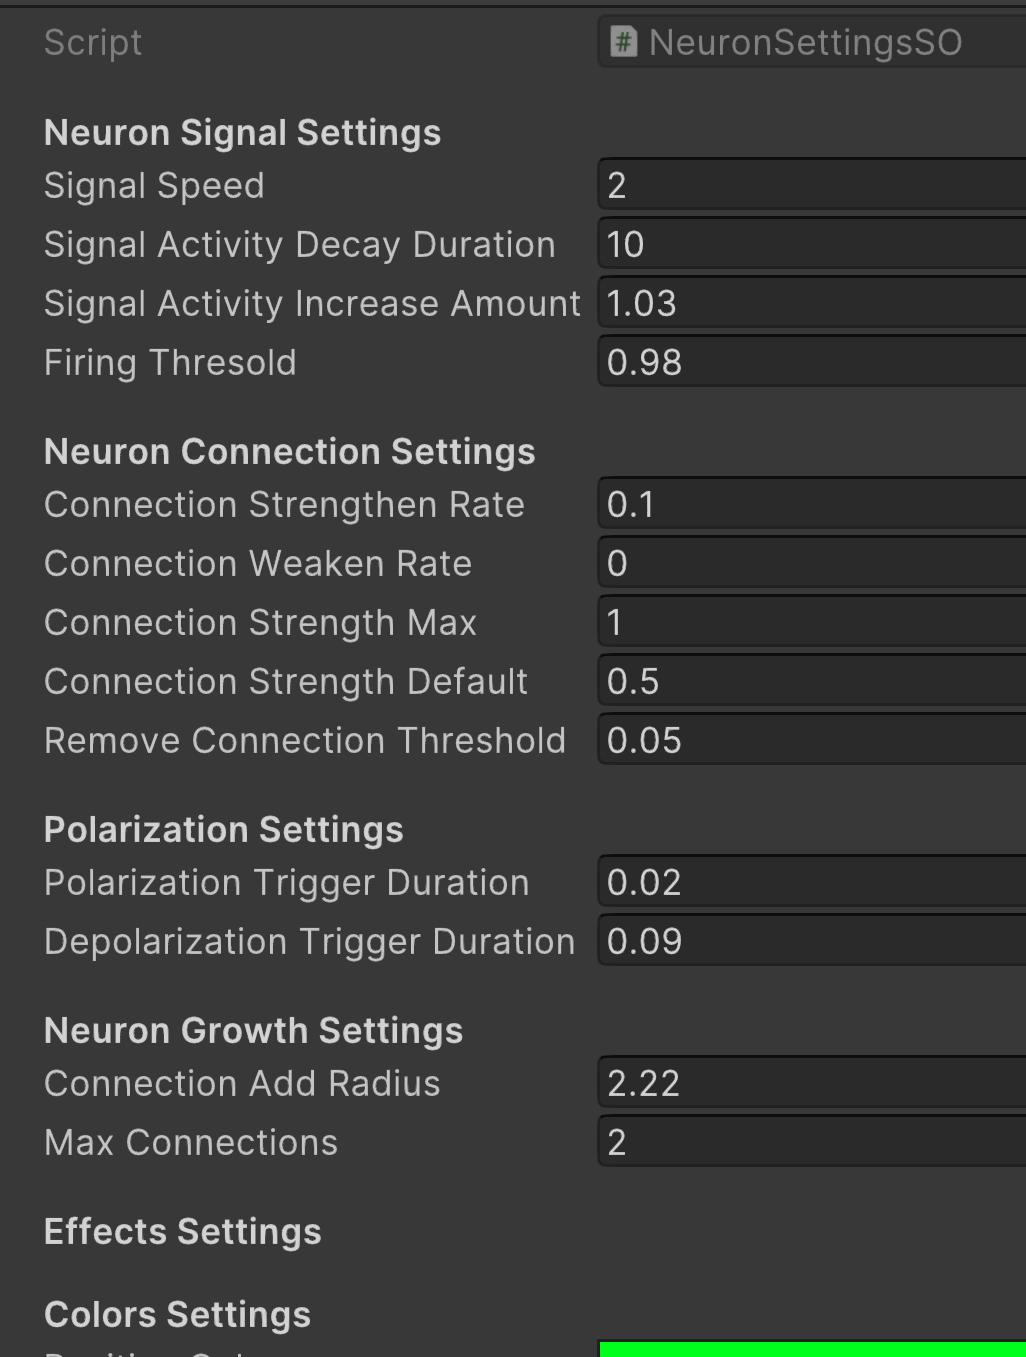 Script # NeuronSettingsSO
Neuron Signal Settings
Signal Speed 2
Signal Activity Decay Duration 10
Signal Activity Increase Amount 1.03
Firing Thresold 0.98
Neuron Connection Settings
Connection Strengthen Rate 0.1
Connection Weaken Rate 0
Connection Strength Max 1
Connection Strength Default 0.5
Remove Connection Threshold 0.05
Polarization Settings
Polarization Trigger Duration 0.02
Depolarization Trigger Duration 0.09
Neuron Growth Settings
Connection Add Radius 2.22
Max Connections 2
Effects Settings
Colors Settings